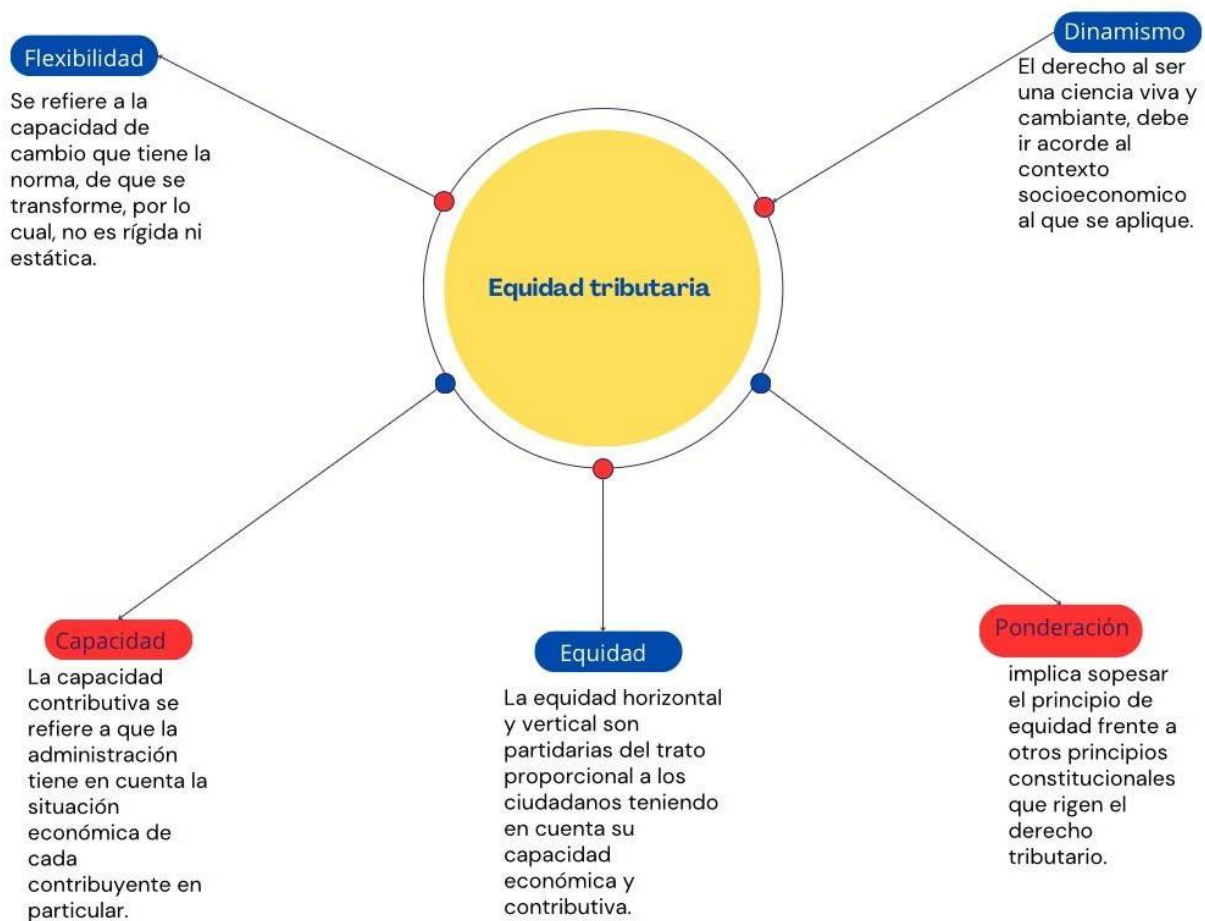 Flexibilidad
Se refiere a la
capacidad de
cambio que tiene la
norma, de que se
transforme, por lo
cual, no es rígida ni
estática.
Dinamismo
El derecho al ser
una ciencia viva y
cambiante, debe
ir acorde al
contexto
socioeconomico
al que se aplique.
Equidad tributaria
Capacidad
La capacidad
contributiva se
refiere a que la
administración
tiene en cuenta la
situación
económica de
cada
contribuyente en
particular.
Equidad
La equidad horizontal
y vertical son
partidarias del trato
proporcional a los
ciudadanos teniendo
en cuenta su
capacidad
económica y
contributiva.
Ponderación
implica sopesar
el principio de
equidad frente a
otros principios
constitucionales
que rigen el
derecho
tributario.